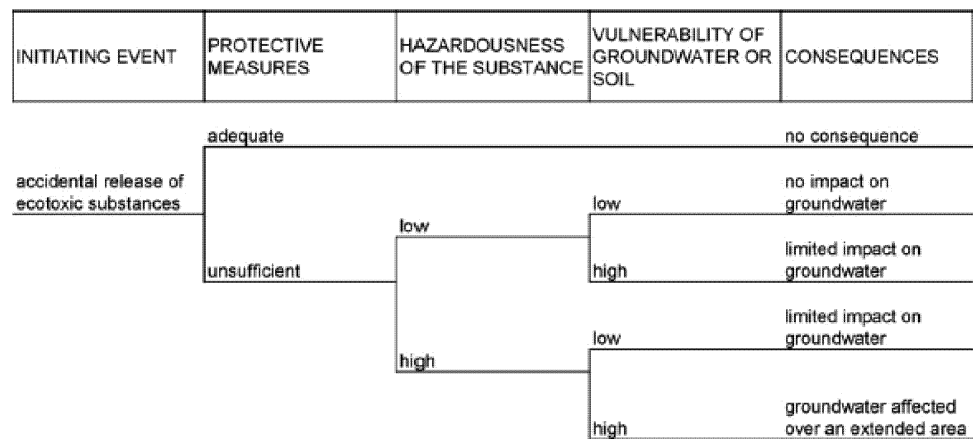 INITIATING EVENT
PROTECTIVE
MEASURES
HAZARDOUSNESS
OF THE SUBSTANCE
VULNERABILITY OF
GROUNDWATER OR
SOIL
CONSEQUENCES
adequate
no consequence
accidental release of
ecotoxic substances
no impact on
groundwater
low
low
limited impact on
groundwater
unsufficient
high
limited impact on
groundwater
low
high
groundwater affected
over an extended area
high